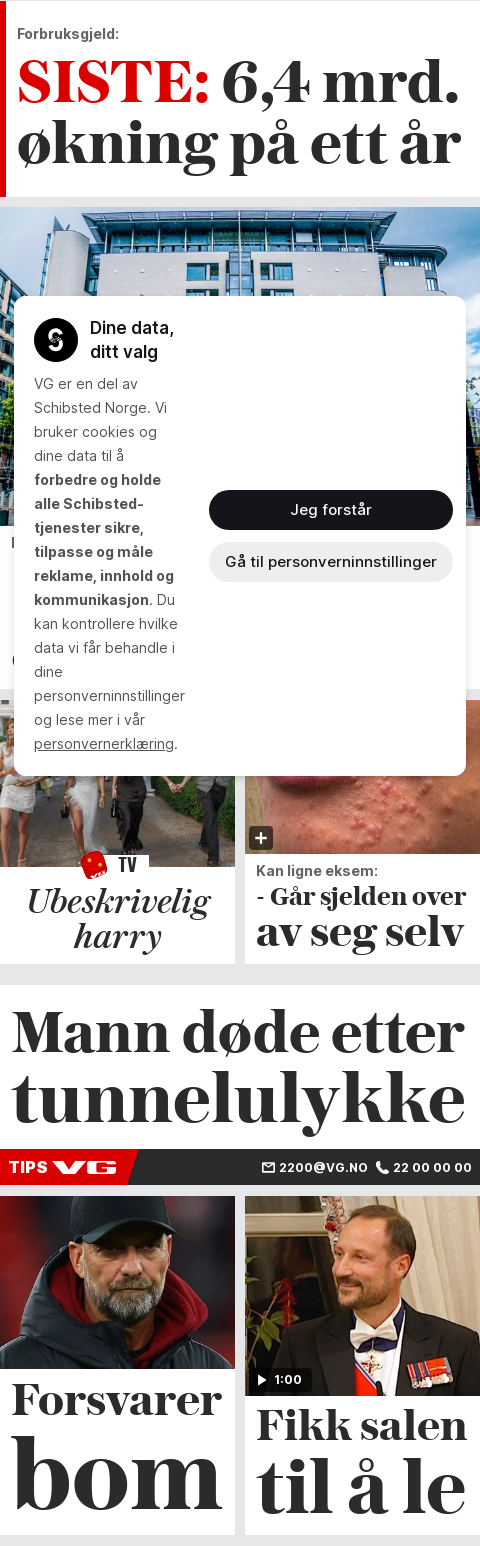 Forbruksgjeld:
SISTE: 6,4 mrd.
økning på ett år
Dine data,
ditt valg
VG er en del av
Schibsted Norge. Vi
bruker cookies og
dine data til å
forbedre og holde
alle Schibsted-
tjenester sikre,
tilpasse og måle
reklame, innhold og
kommunikasjon. Du
kan kontrollere hvilke
data vi får behandle i
dine
personverninnstillinger
og lese mer i vår
personvernerklæring.
Jeg forstår
Gå til personverninnstillinger
TV
Ubeskrivelig
harry
Kan ligne eksem:
- Går sjelden over
av seg selv
Mann døde etter
tunnelulykke
TIPS VG
2200@VG.NO 22 00 00 00
Forsvarer
bom
1:00
Fikk salen
til å le